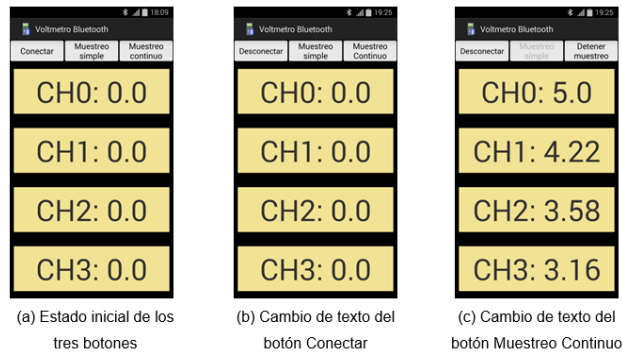 18:09
Voltmetro Bluetooth
Conectar
Muestreo
simple
Muestreo
continuo
CH0: 0.0
CH1: 0.0
CH2: 0.0
CH3: 0.0
(a) Estado inicial de los
tres botones
19:25
Voltmetro Bluetooth
Desconectar
Muestreo
simple
Muestreo
Continuo
CH0: 0.0
CH1: 0.0
CH2: 0.0
CH3: 0.0
(b) Cambio de texto del
botón Conectar
19:25
Voltmetro Bluetooth
Desconectar
Muestreo
simple
Detener
muestreo
CH0: 5.0
CH1: 4.22
CH2: 3.58
CH3: 3.16
(c) Cambio de texto del
botón Muestreo Continuo